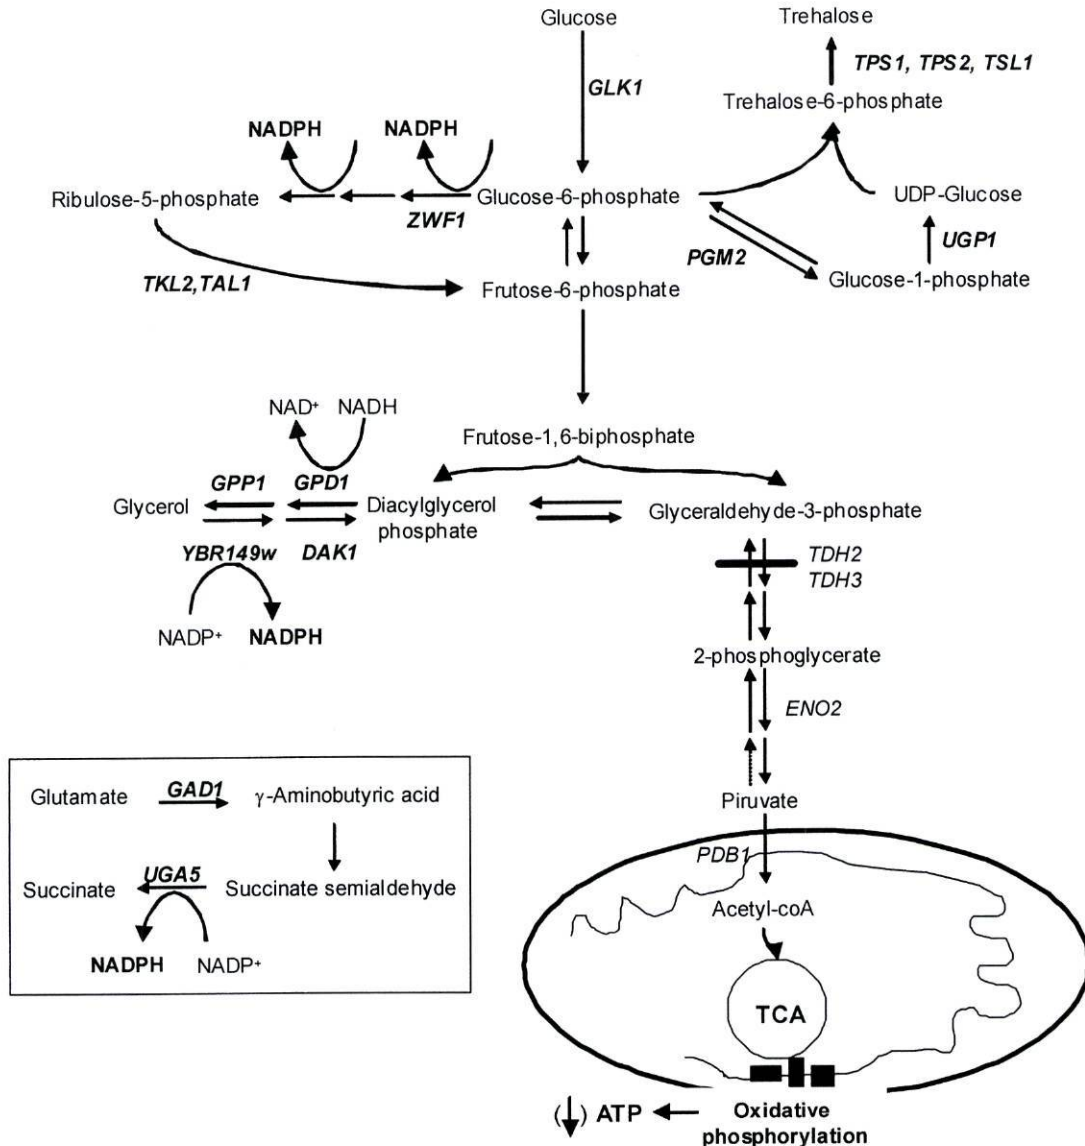 Glucose
Trehalose
GLK1
TPS1, TPS2, TSL1
Trehalose-6-phosphate
NADPH
NADPH
Ribulose-5-phosphate
Glucose-6-phosphate
UDP-Glucose
ZWF1
PGM2
UGP1
TKL2,TAL1
Frutose-6-phosphate
Glucose-1-phosphate
NAD+
NADH
Frutose-1,6-biphosphate
GPP1
GPD1
Glycerol
Diacylglycerol
phosphate
Glyceraldehyde-3-phosphate
YBR149w
DAK1
TDH2
TDH3
NADP+
NADPH
2-phosphoglycerate
ENO2
Glutamate
GAD1
γ-Aminobutyric acid
Piruvate
UGA5
Succinate
Succinate semialdehyde
PDB1
Acetyl-coA
NADPH
NADP+
TCA
(↓) ATP
Oxidative
phosphorylation